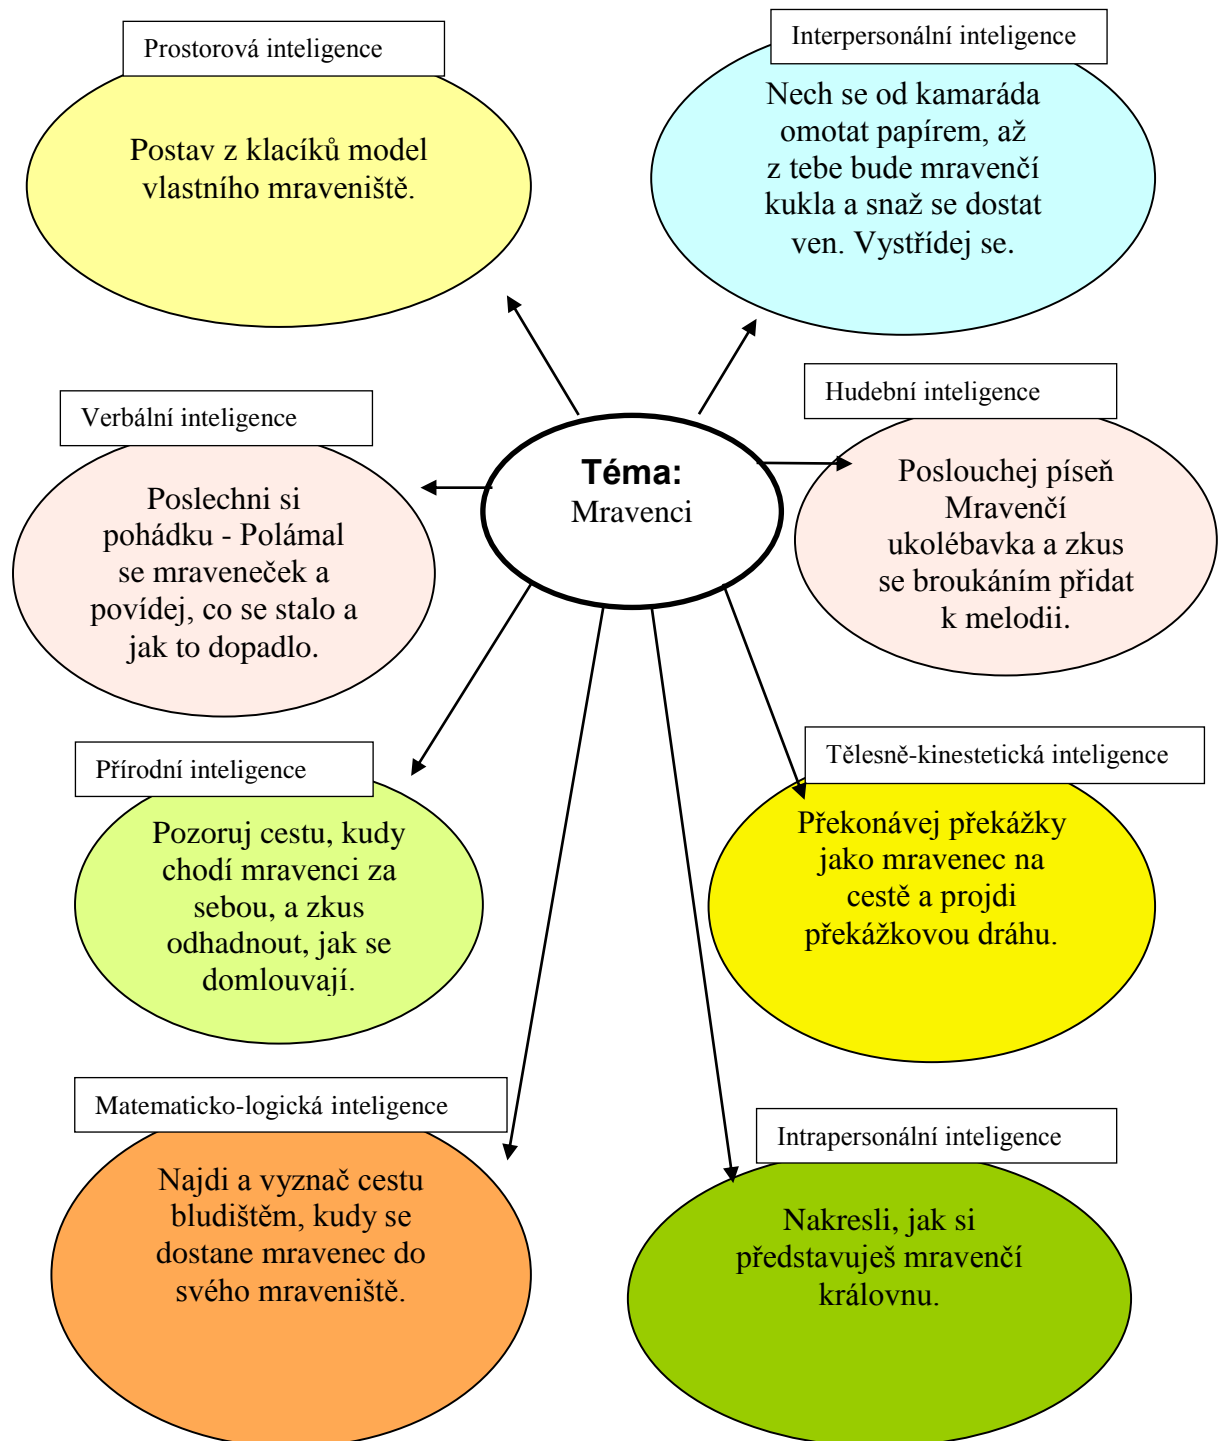 Prostorová inteligence
Postav z klacíků model
vlastního mraveniště.
Interpersonální inteligence
Nech se od kamaráda
omotat papírem, až
z tebe bude mravenčí
kukla a snaž se dostat
ven. Vystřídej se.
Verbální inteligence
Poslechni si
pohádku - Polámal
se mraveneček a
povídej, co se stalo a
jak to dopadlo.
Téma:
Mravenci
Hudební inteligence
Poslouchej píseň
Mravenčí
ukolébavka a zkus
se broukáním přidat
k melodii.
Přírodní inteligence
Pozoruj cestu, kudy
chodí mravenci za
sebou, a zkus
odhadnout, jak se
domlouvají.
Tělesně-kinestetická inteligence
Překonávej překážky
jako mravenec na
cestě a projdi
překážkovou dráhu.
Matematicko-logická inteligence
Najdi a vyznač cestu
bludištěm, kudy se
dostane mravenec do
svého mraveniště.
Intrapersonální inteligence
Nakresli, jak si
představuješ mravenčí
královnu.